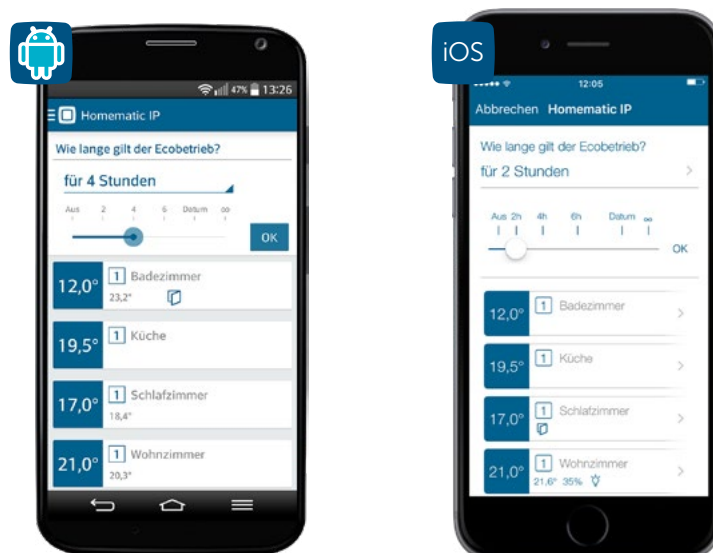 47% 13:26
Homematic IP
Wie lange gilt der Ecobetrieb?
für 4 Stunden
Aus 2 4 6 Datum ∞
OK
12,0° 1 Badezimmer
23,2°
19,5° 1 Küche
17,0° 1 Schlafzimmer
18,4°
21,0° 1 Wohnzimmer
20,3°
iOS
12:05
Abbrechen Homematic IP
Wie lange gilt der Ecobetrieb?
für 2 Stunden
Aus 2h 4h 6h Datum ∞
OK
12,0° 1 Badezimmer
19,5° 1 Küche
17,0° 1 Schlafzimmer
21,0° 1 Wohnzimmer
21,6° 35%